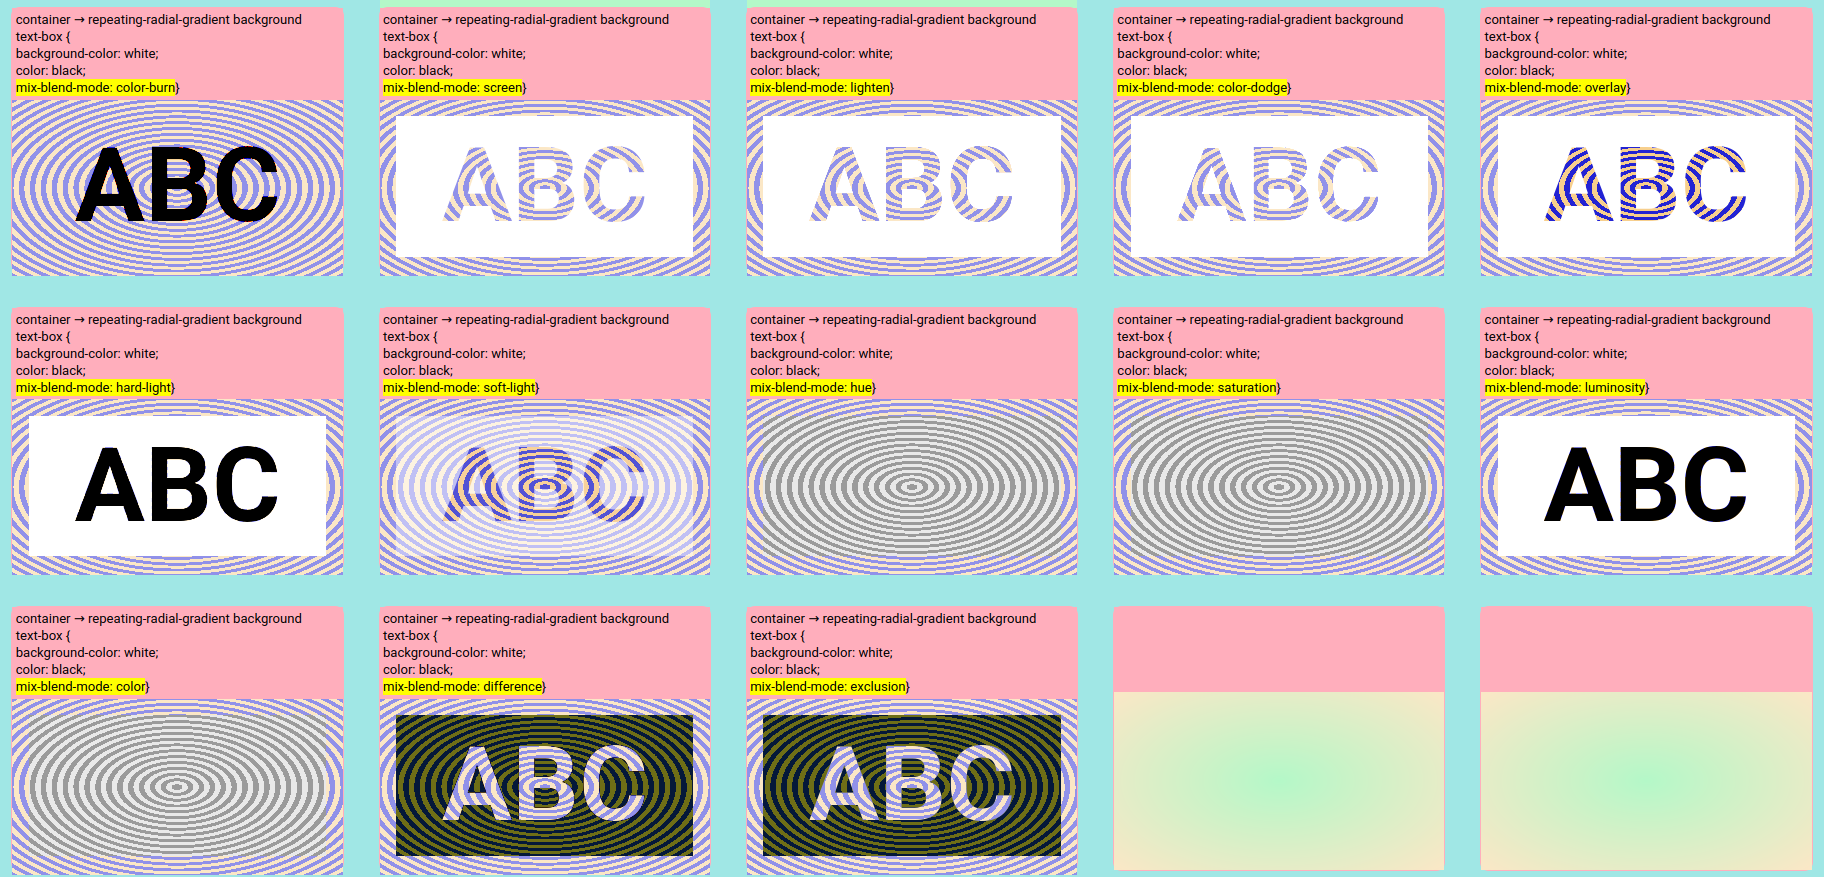 container → repeating-radial-gradient background
text-box {
background-color: white;
color: black;
mix-blend-mode: color-burn}
ABC
container → repeating-radial-gradient background
text-box {
background-color: white;
color: black;
mix-blend-mode: screen}
ABC
container → repeating-radial-gradient background
text-box {
background-color: white;
color: black;
mix-blend-mode: lighten}
ABC
container → repeating-radial-gradient background
text-box {
background-color: white;
color: black;
mix-blend-mode: color-dodge}
ABC
container → repeating-radial-gradient background
text-box {
background-color: white;
color: black;
mix-blend-mode: overlay}
ABC
container → repeating-radial-gradient background
text-box {
background-color: white;
color: black;
mix-blend-mode: hard-light}
ABC
container → repeating-radial-gradient background
text-box {
background-color: white;
color: black;
mix-blend-mode: soft-light}
ABC
container → repeating-radial-gradient background
text-box {
background-color: white;
color: black;
mix-blend-mode: hue}
container → repeating-radial-gradient background
text-box {
background-color: white;
color: black;
mix-blend-mode: saturation}
container → repeating-radial-gradient background
text-box {
background-color: white;
color: black;
mix-blend-mode: luminosity}
ABC
container → repeating-radial-gradient background
text-box {
background-color: white;
color: black;
mix-blend-mode: color}
container → repeating-radial-gradient background
text-box {
background-color: white;
color: black;
mix-blend-mode: difference}
ABC
container → repeating-radial-gradient background
text-box {
background-color: white;
color: black;
mix-blend-mode: exclusion}
ABC